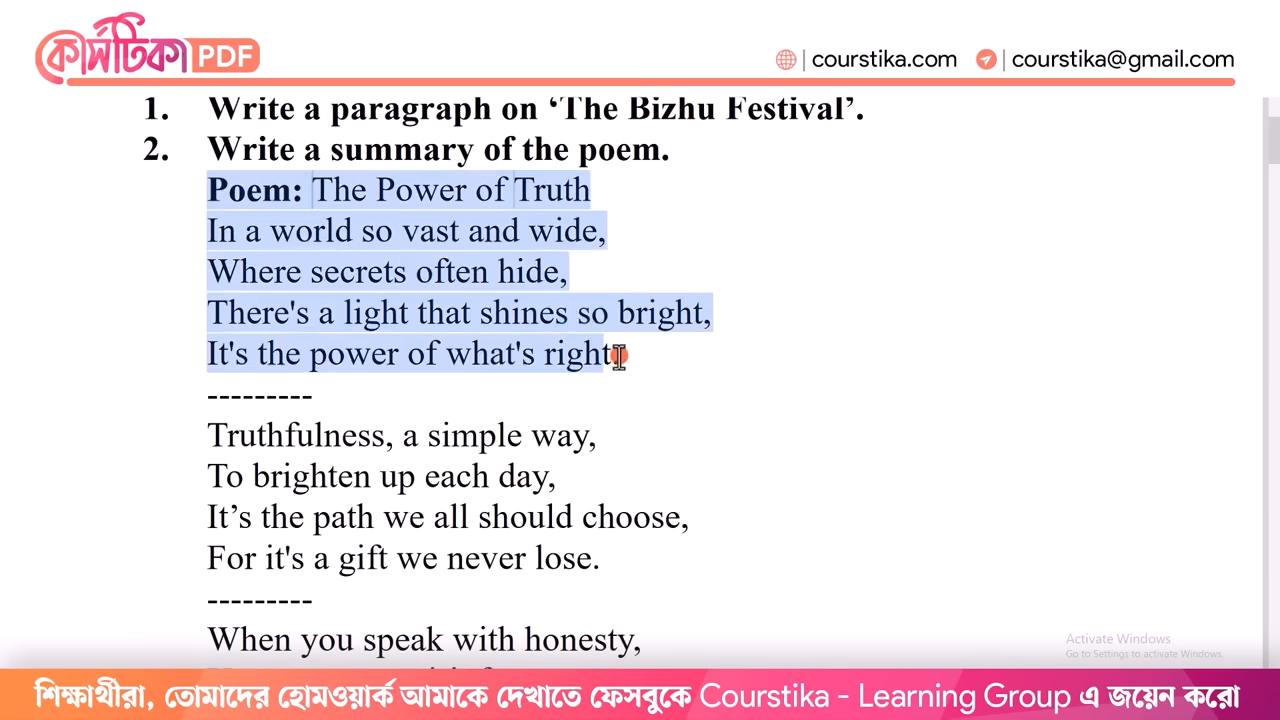 কোর্সটিকা PDF
courstika.com courstika@gmail.com
1. Write a paragraph on ‘The Bizhu Festival’.
2. Write a summary of the poem.
Poem: The Power of Truth
In a world so vast and wide,
Where secrets often hide,
There's a light that shines so bright,
It's the power of what's right
---------
Truthfulness, a simple way,
To brighten up each day,
It’s the path we all should choose,
For it's a gift we never lose.
---------
When you speak with honesty,
Activate Windows
Go to Settings to activate Windows.
শিক্ষার্থীরা, তোমাদের হোমওয়ার্ক আমাকে দেখাতে ফেসবুকে Courstika - Learning Group এ জয়েন করো